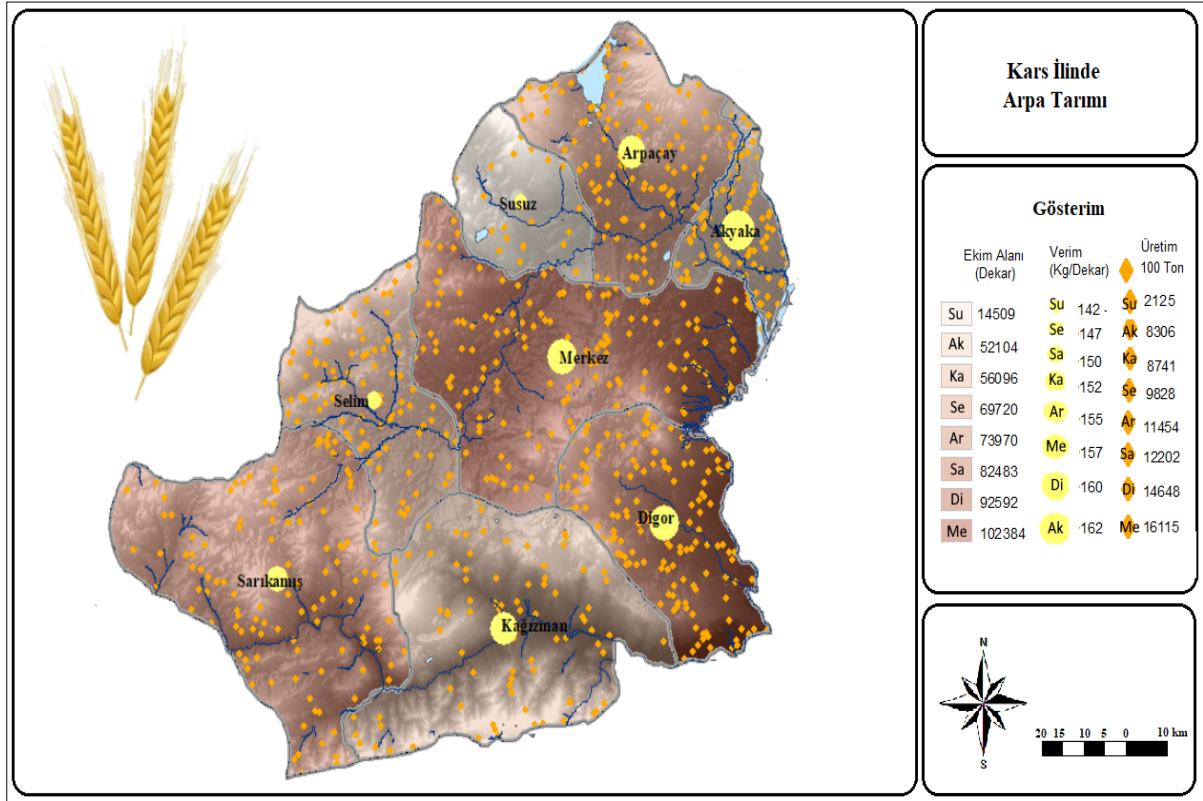 Kars İlinde
Arpa Tarımı
Arpaçay
Susuz
Akyaka
Merkez
Selim
Digor
Sarıkamış
Kağızman
Gösterim
Ekim Alanı
(Dekar)
Su 14509
Ak 52104
Ka 56096
Se 69720
Ar 73970
Sa 82483
Di 92592
Me 102384
Verim
(Kg/Dekar)
Su 142
Se 147
Sa 150
Ka 152
Ar 155
Me 157
Di 160
Ak 162
Üretim
100 Ton
Su 2125
Ak 8306
Ka 8741
Se 9828
Ar 11454
Sa 12202
Di 14648
Me 16115
N
S
20 15 10 5 0 10 km